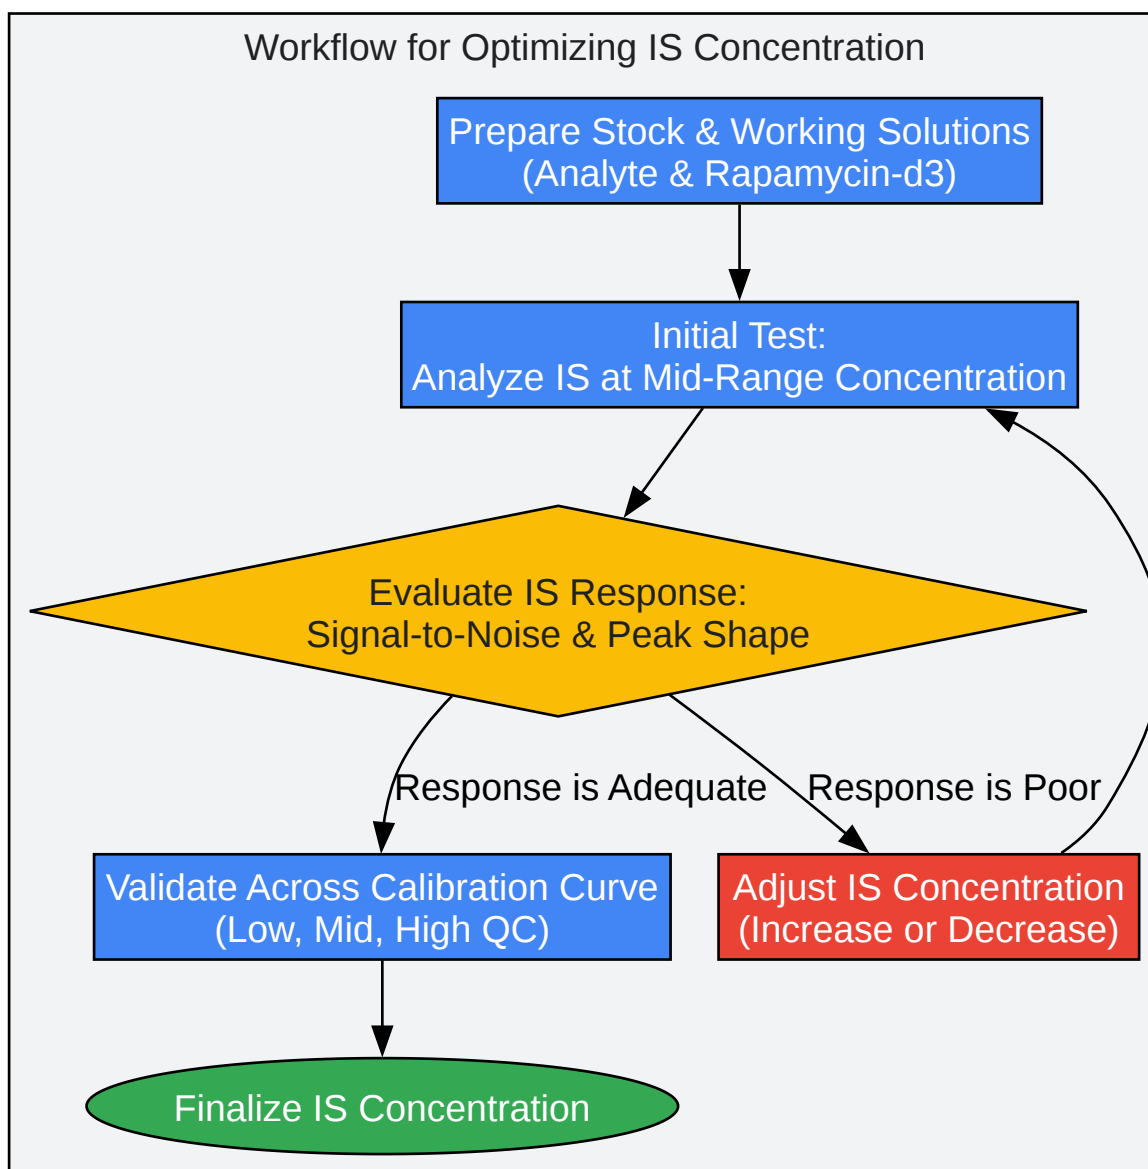 Workflow for Optimizing IS Concentration
Prepare Stock & Working Solutions
(Analyte & Rapamycin-d3)
Initial Test:
Analyze IS at Mid-Range Concentration
Evaluate IS Response:
Signal-to-Noise & Peak Shape
Response is Adequate
Response is Poor
Validate Across Calibration Curve
(Low, Mid, High QC)
Adjust IS Concentration
(Increase or Decrease)
Finalize IS Concentration